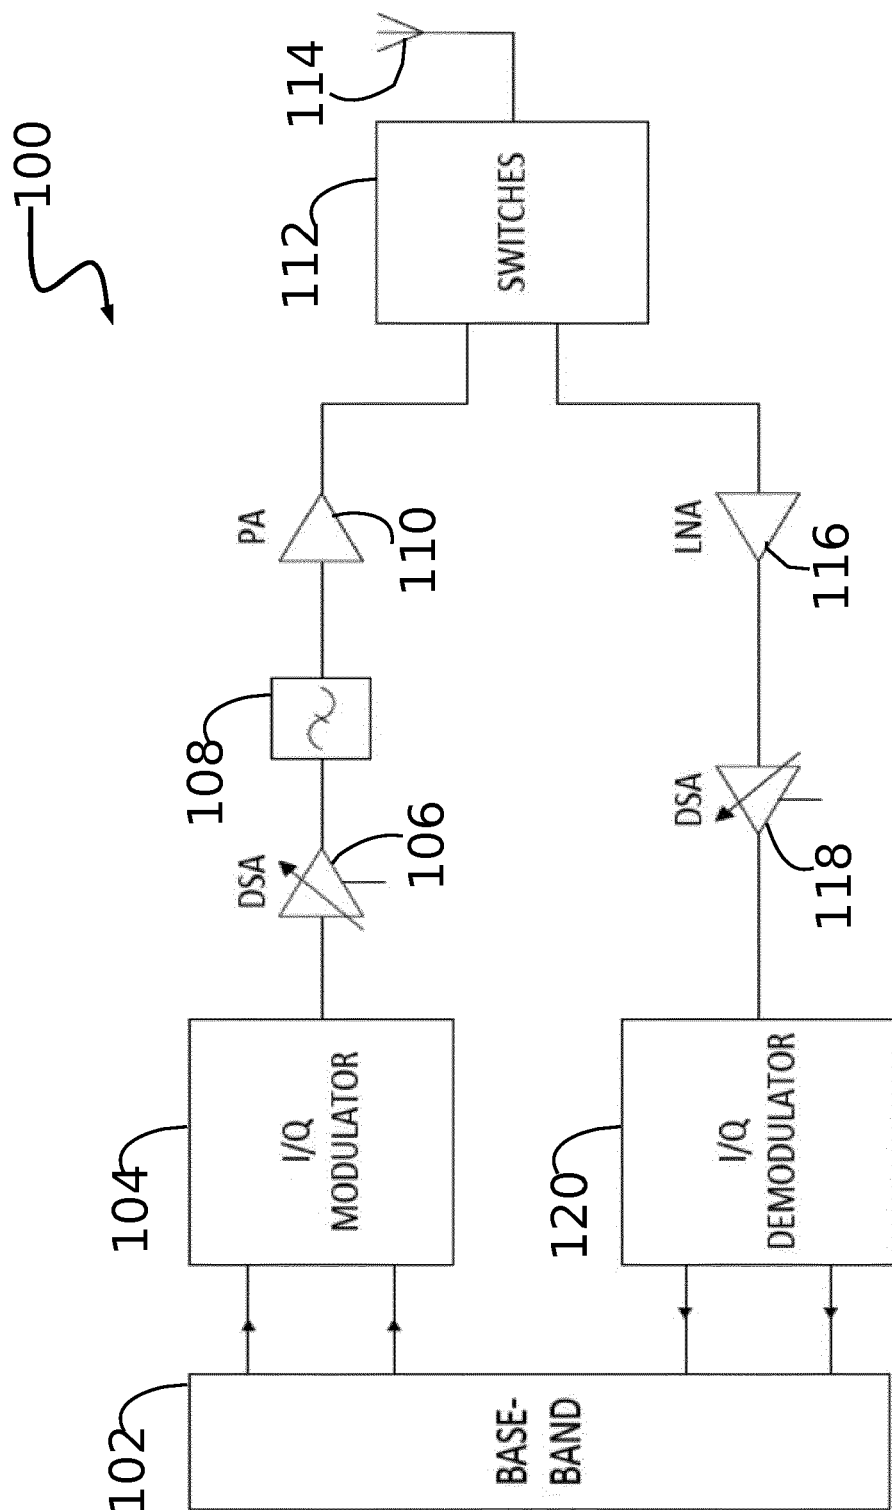 100
102
BASE-
BAND
104
I/Q
MODULATOR
DSA
106
108
PA
110
112
SWITCHES
114
LNA
116
DSA
118
120
I/Q
DEMODULATOR